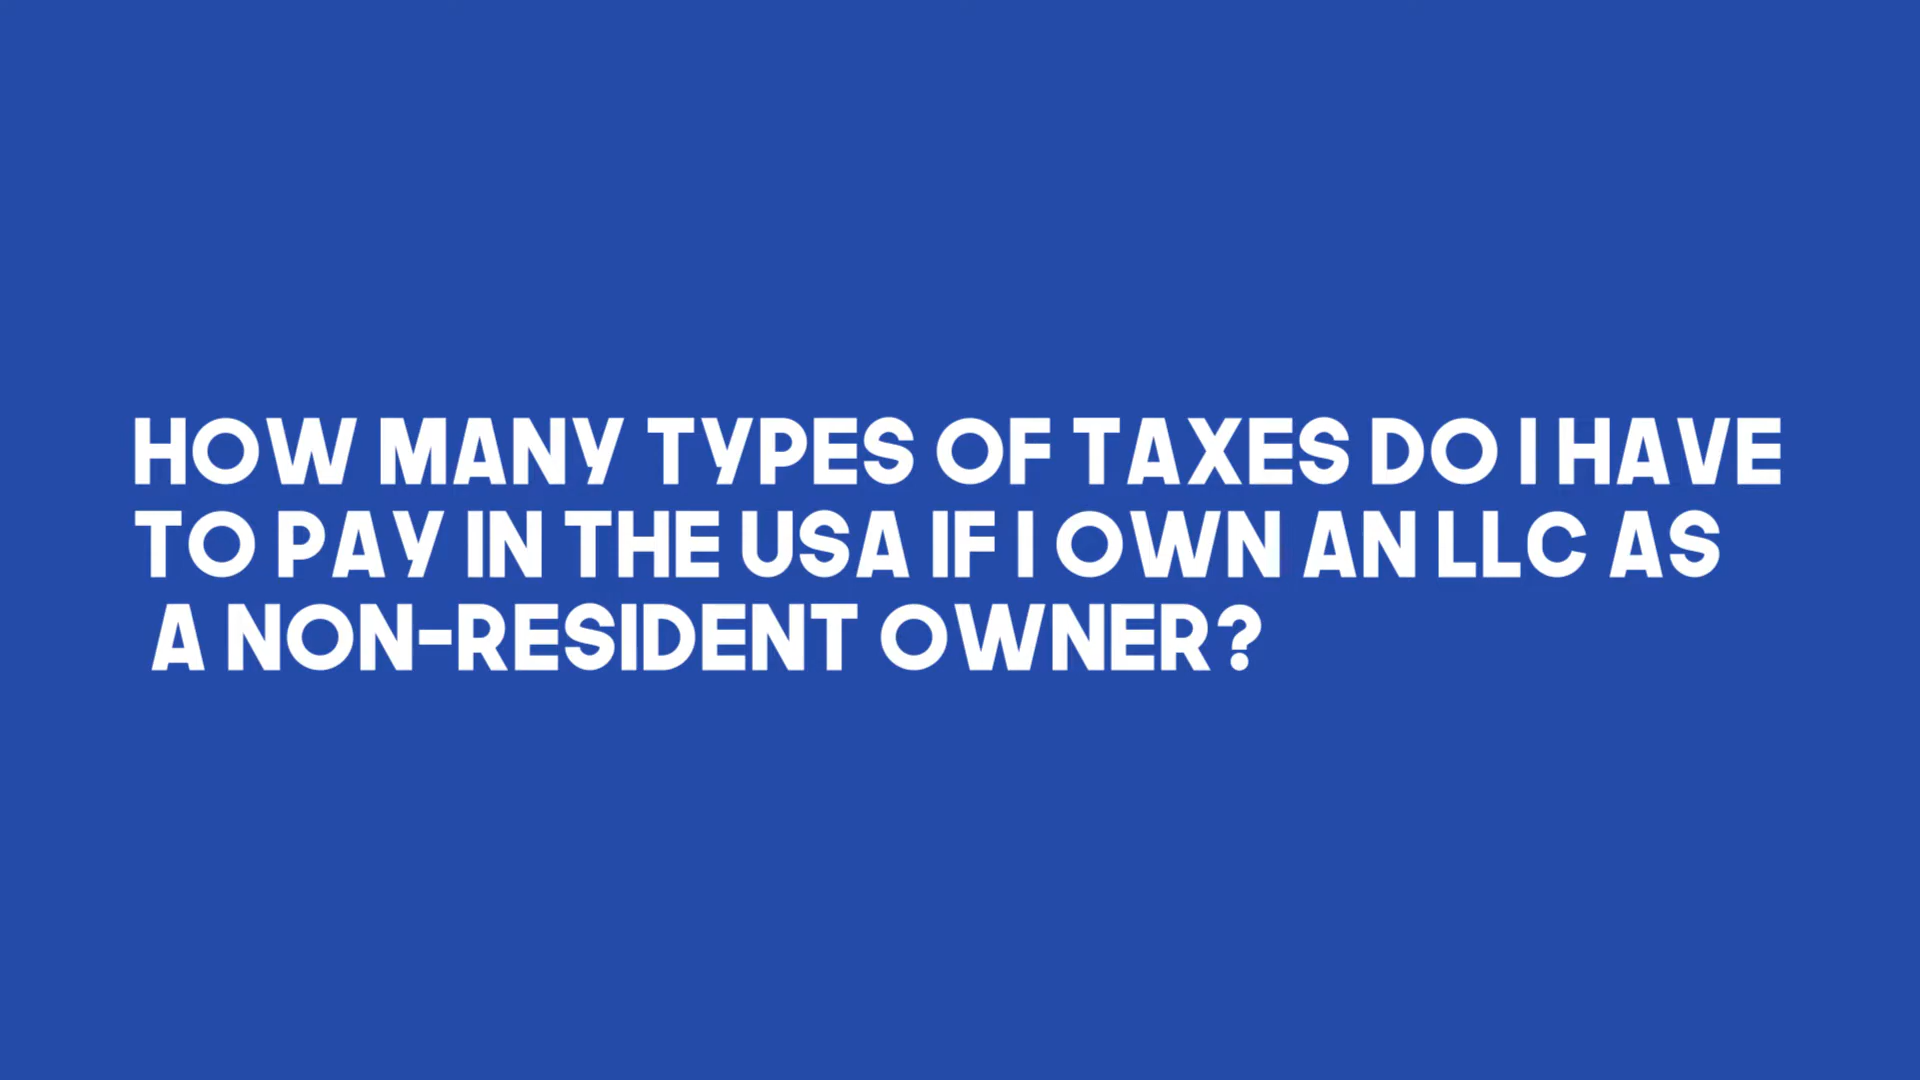 HOW MANY TYPES OF TAXES DO I HAVE
TO PAY IN THE USA IF I OWN AN LLC AS
A NON-RESIDENT OWNER?